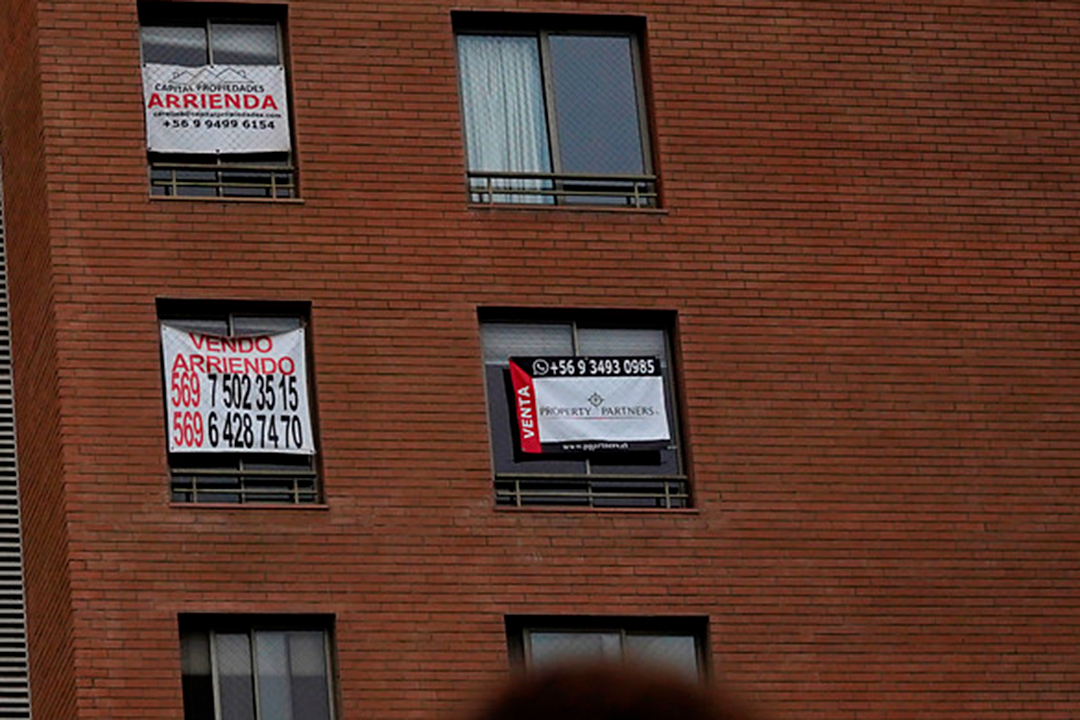 CAPITAL PROPIEDADES
ARRIENDA
+56 9 9499 6154
VENDO
ARRIENDO
569 7 502 35 15
569 6 428 74 70
+56 9 3493 0985
VENTA
PROPERTY PARTNERS